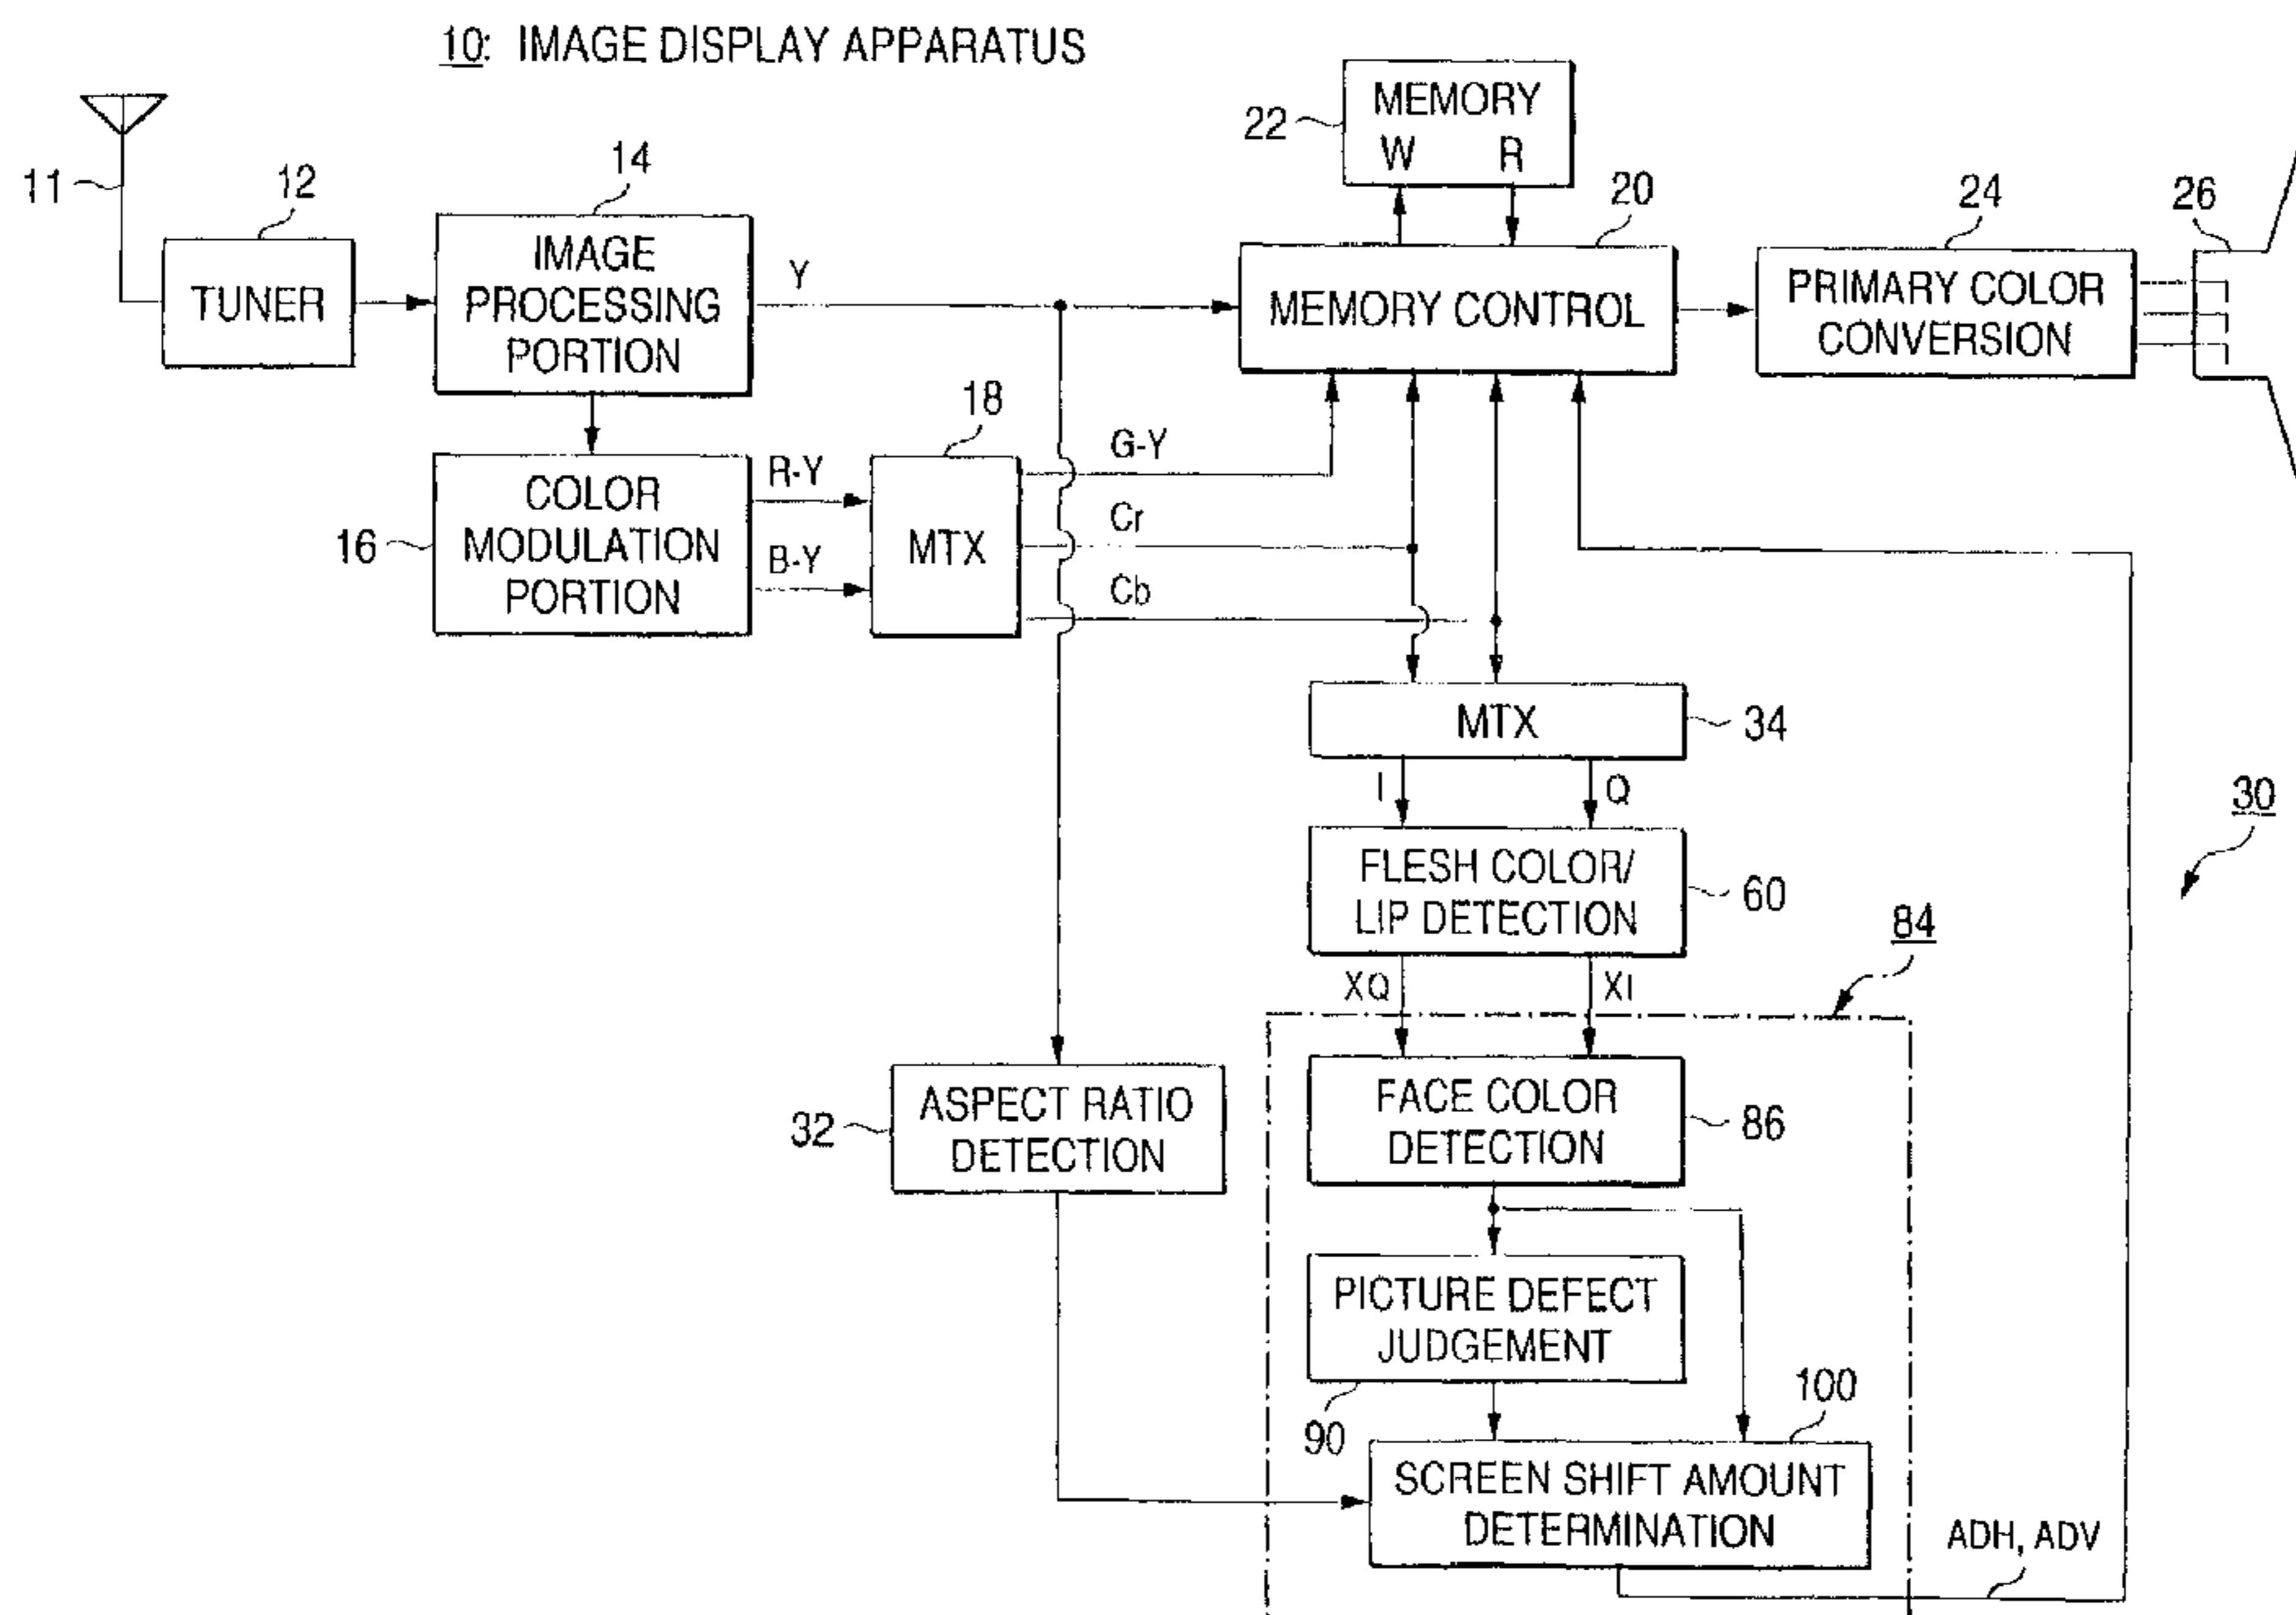 10: IMAGE DISPLAY APPARATUS
MEMORY
W R
22
11
12
14
20
24
26
TUNER
IMAGE
PROCESSING
PORTION
Y
MEMORY CONTROL
PRIMARY COLOR
CONVERSION
18
16
COLOR
MODULATION
PORTION
R-Y
B-Y
MTX
G-Y
Cr
Cb
MTX
34
I
Q
30
FLESH COLOR/
LIP DETECTION
60
84
XQ
XI
32
ASPECT RATIO
DETECTION
FACE COLOR
DETECTION
86
PICTURE DEFECT
JUDGEMENT
90
100
SCREEN SHIFT AMOUNT
DETERMINATION
ADH, ADV